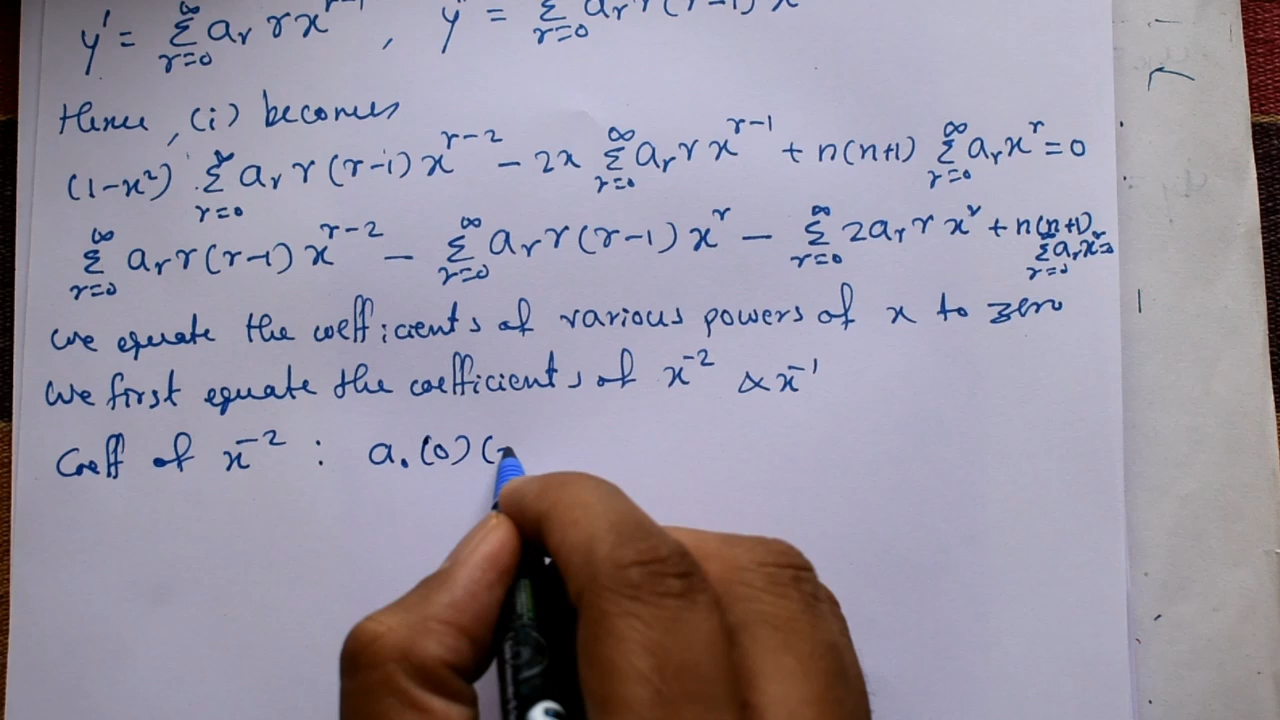 y' = Σ_{r=0}^{∞} a_r r x^{r-1} , y'' = Σ_{r=0}^{∞} a_r r (r-1) x
Hence , (i) becomes
(1-x²) Σ_{r=0}^{∞} a_r r (r-1) x^{r-2} - 2x Σ_{r=0}^{∞} a_r r x^{r-1} + n(n+1) Σ_{r=0}^{∞} a_r x^r = 0
Σ_{r=0}^{∞} a_r r (r-1) x^{r-2} - Σ_{r=0}^{∞} a_r r (r-1) x^r - Σ_{r=0}^{∞} 2 a_r r x^r + n(n+1) Σ_{r=0}^{∞} a_r x^r =
We equate the coefficients of various powers of x to zero
We first equate the coefficients of x^{-2} & x^{-1}
Coeff of x^{-2} : a₀ (0) (-